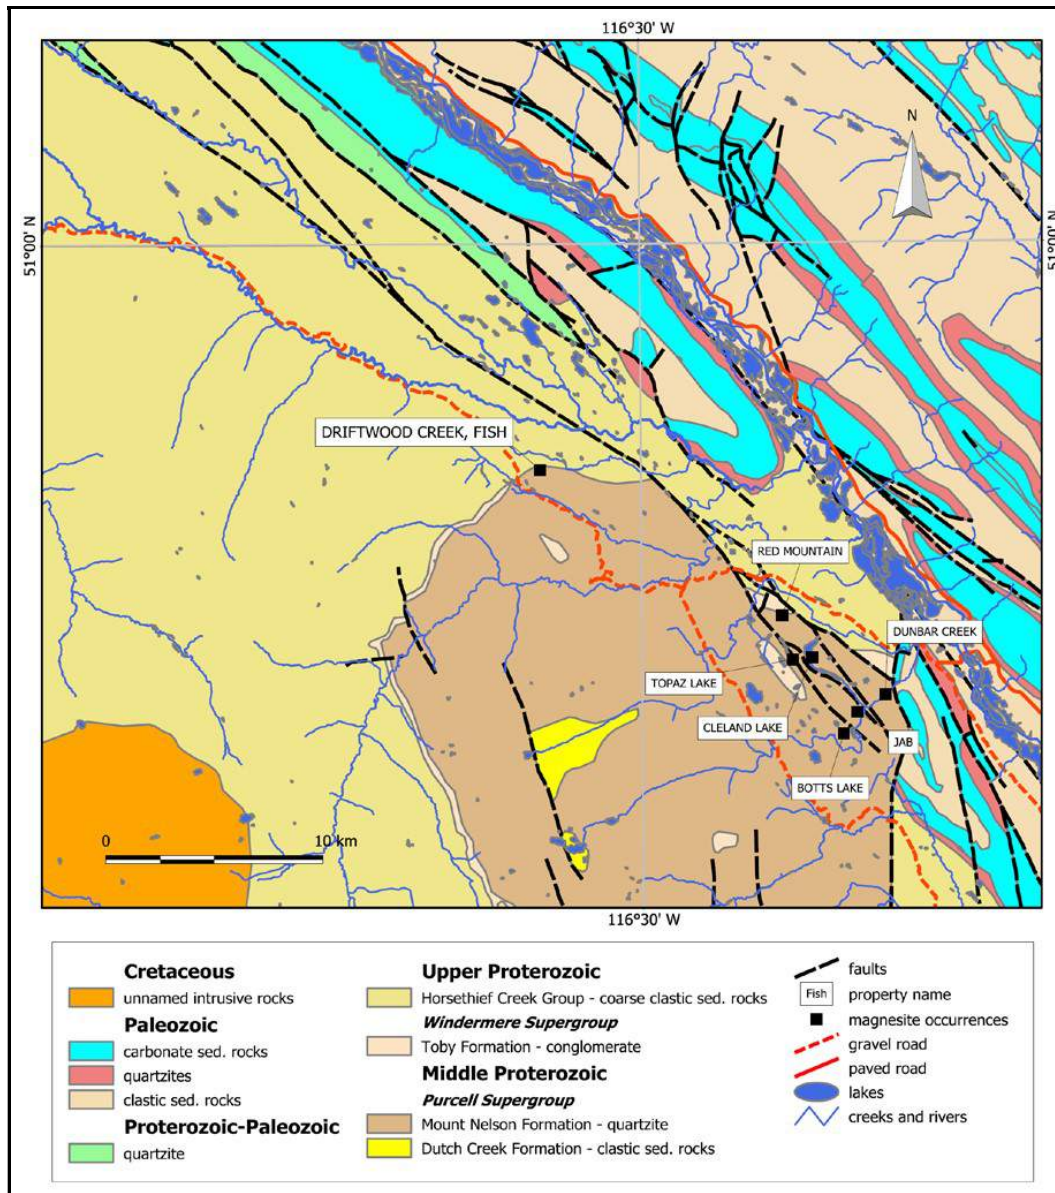 116°30' W
N
51°00' N
51°00' N
DRIFTWOOD CREEK, FISH
RED MOUNTAIN
DUNBAR CREEK
TOPAZ LAKE
CLELAND LAKE
JAB
BOTTS LAKE
0 10 km
116°30' W
Cretaceous
unnamed intrusive rocks
Paleozoic
carbonate sed. rocks
quartzites
clastic sed. rocks
Proterozoic-Paleozoic
quartzite
Upper Proterozoic
Horsethief Creek Group - coarse clastic sed. rocks
Windermere Supergroup
Toby Formation - conglomerate
Middle Proterozoic
Purcell Supergroup
Mount Nelson Formation - quartzite
Dutch Creek Formation - clastic sed. rocks
faults
Fish property name
magnesite occurrences
gravel road
paved road
lakes
creeks and rivers